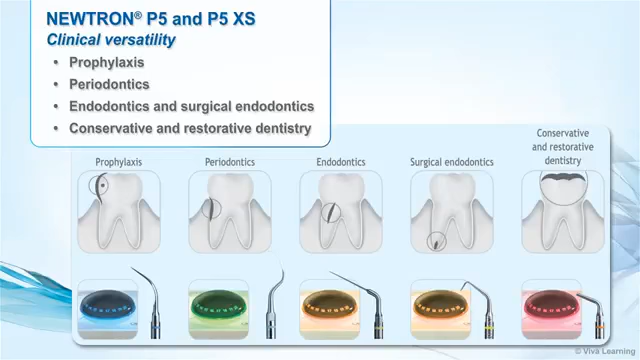 NEWTRON® P5 and P5 XS
Clinical versatility
• Prophylaxis
• Periodontics
• Endodontics and surgical endodontics
• Conservative and restorative dentistry
Prophylaxis
Periodontics
Endodontics
Surgical endodontics
Conservative
and restorative
dentistry
© Viva Learning